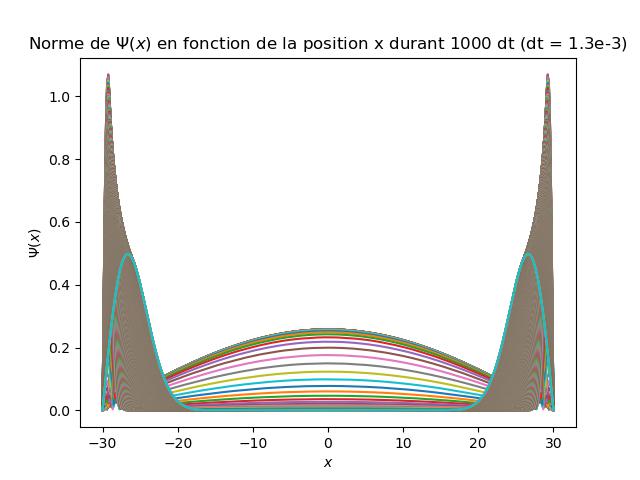 Norme de Ψ(x) en fonction de la position x durant 1000 dt (dt = 1.3e-3)
1.0
0.8
0.6
Ψ(x)
0.4
0.2
0.0
−30 −20 −10 0 10 20 30
x